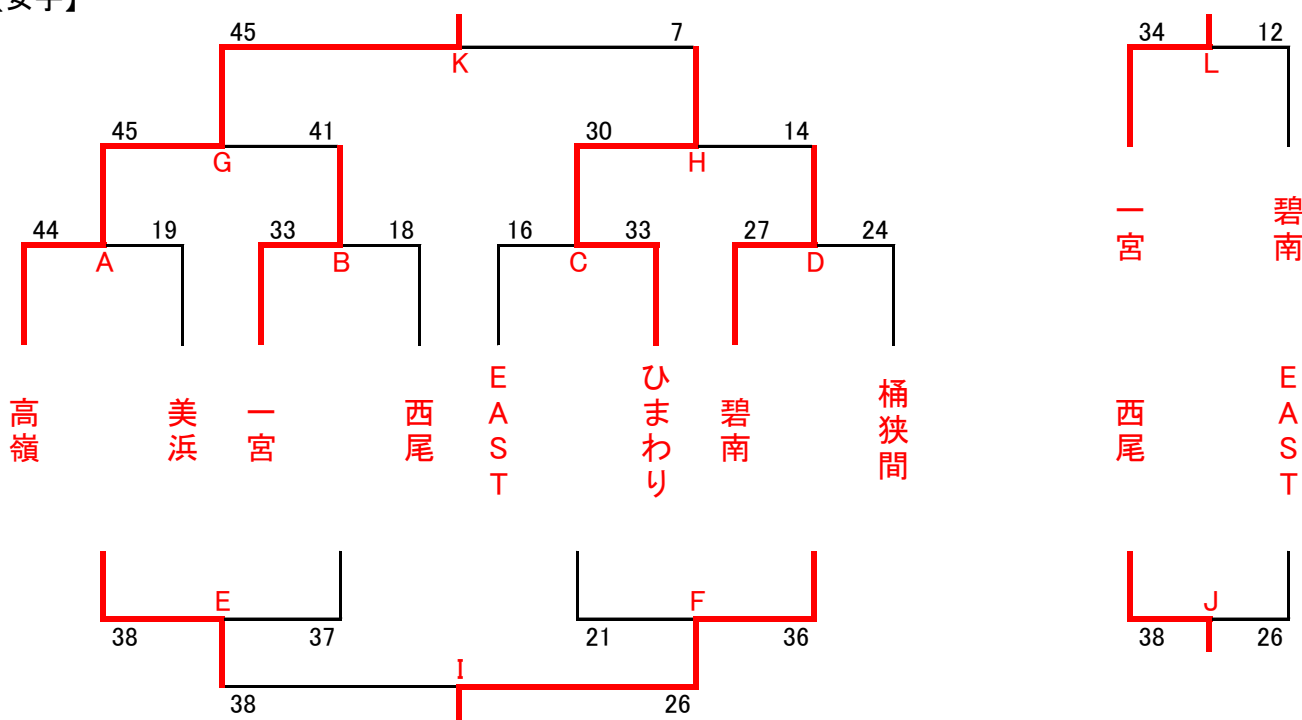 【女子】
45 7 34 12
K L
45 41 30 14
G H
44 19 33 18 16 33 27 24
A B C D
一宮 碧南
高嶺 美浜 一宮 西尾 EAST ひまわり 碧南 桶狭間 西尾 EAST
E F J
38 37 21 36 38 26
I
38 26